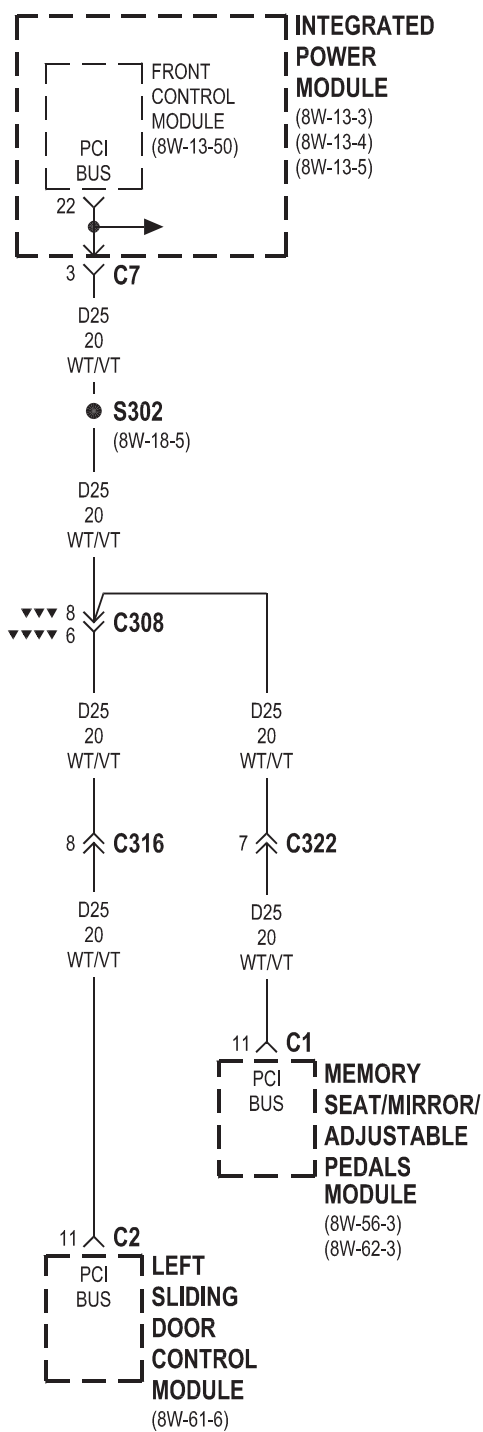 INTEGRATED
POWER
MODULE
(8W-13-3)
(8W-13-4)
(8W-13-5)
FRONT
CONTROL
MODULE
(8W-13-50)
PCI
BUS
22
3 C7
D25
20
WT/VT
S302
(8W-18-5)
D25
20
WT/VT
▼▼▼ 8
▼▼▼▼ 6
C308
D25
20
WT/VT
D25
20
WT/VT
8 C316
7 C322
D25
20
WT/VT
D25
20
WT/VT
11 C1
PCI
BUS
MEMORY
SEAT/MIRROR/
ADJUSTABLE
PEDALS
MODULE
(8W-56-3)
(8W-62-3)
11 C2
PCI
BUS
LEFT
SLIDING
DOOR
CONTROL
MODULE
(8W-61-6)